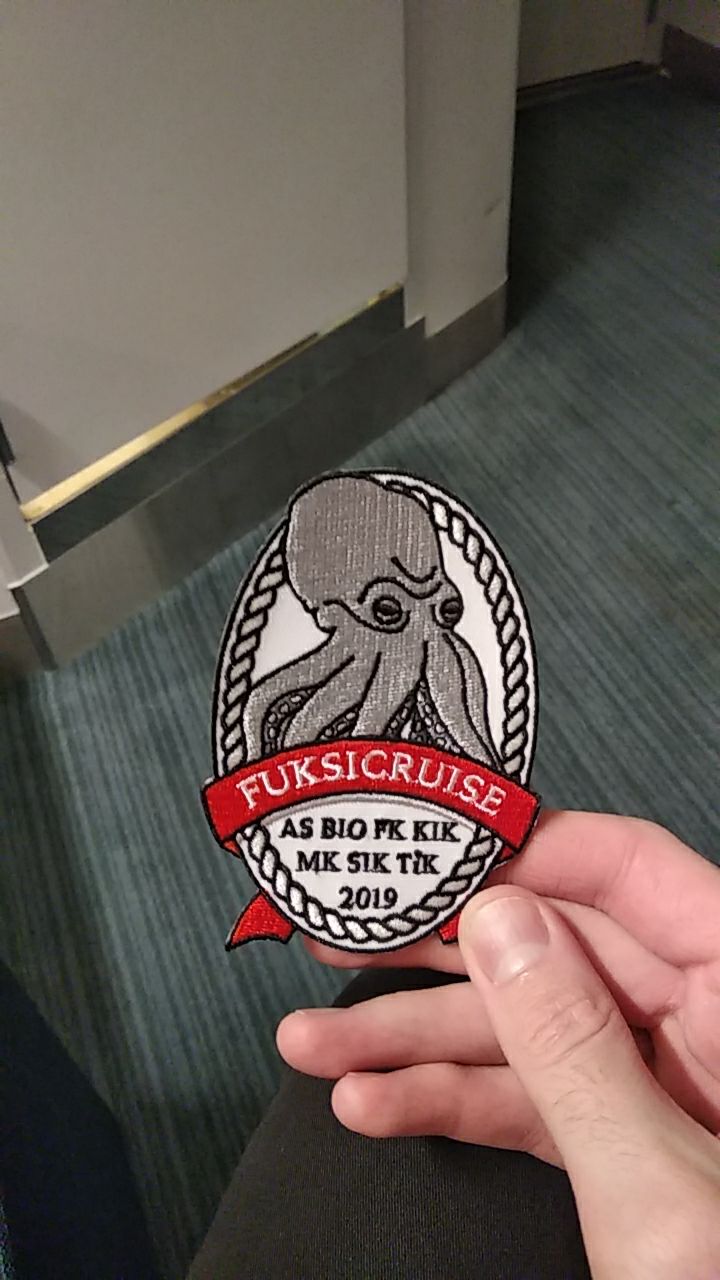 FUKSICRUISE
AS BIO FK KIK
MK SIK TiK
2019